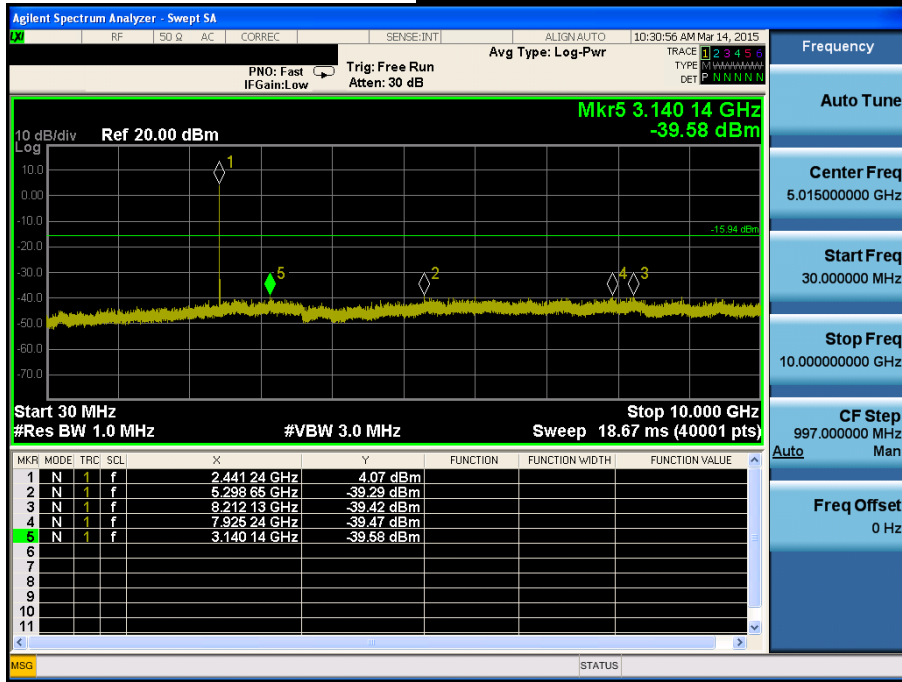 Agilent Spectrum Analyzer - Swept SA
LXI RF 50 Ω AC CORREC SENSE:INT ALIGNAUTO 10:30:56 AM Mar 14, 2015
PNO: Fast
IFGain:Low
Trig: Free Run
Atten: 30 dB
Avg Type: Log-Pwr
TRACE 1 2 3 4 5 6
TYPE M WWWWW
DET P N N N N N
Mkr5 3.140 14 GHz
-39.58 dBm
10 dB/div Ref 20.00 dBm
Log
10.0
0.00
-10.0
-20.0
-30.0
-40.0
-50.0
-60.0
-70.0
1
-15.94 dBm
5
2
4
3
Start 30 MHz Stop 10.000 GHz
#Res BW 1.0 MHz #VBW 3.0 MHz Sweep 18.67 ms (40001 pts)
MKR MODE TRC SCL X Y FUNCTION FUNCTION WIDTH FUNCTION VALUE
1 N 1 f 2.441 24 GHz 4.07 dBm
2 N 1 f 5.298 65 GHz -39.29 dBm
3 N 1 f 8.212 13 GHz -39.42 dBm
4 N 1 f 7.925 24 GHz -39.47 dBm
5 N 1 f 3.140 14 GHz -39.58 dBm
6
7
8
9
10
11
MSG STATUS
Frequency
Auto Tune
Center Freq
5.015000000 GHz
Start Freq
30.000000 MHz
Stop Freq
10.000000000 GHz
CF Step
997.000000 MHz
Auto Man
Freq Offset
0 Hz